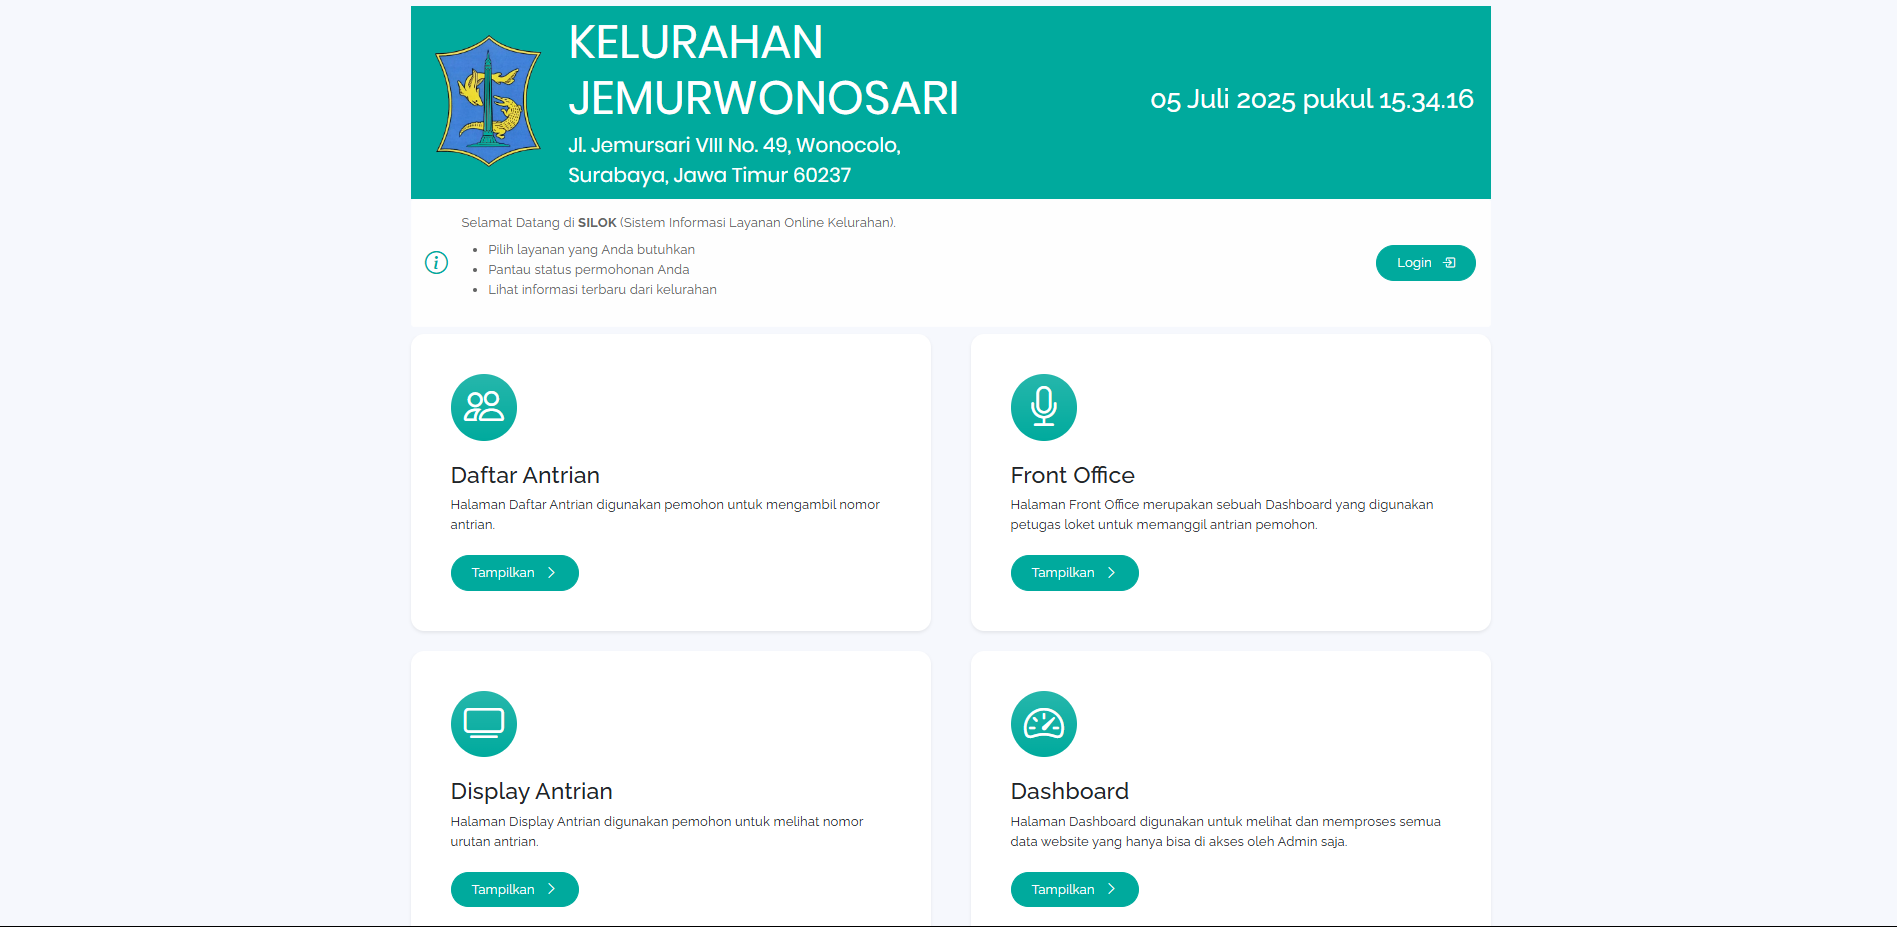 KELURAHAN
JEMURWONOSARI
Jl. Jemursari VIII No. 49, Wonocolo,
Surabaya, Jawa Timur 60237
05 Juli 2025 pukul 15.34.16
Selamat Datang di SILOK (Sistem Informasi Layanan Online Kelurahan).
Pilih layanan yang Anda butuhkan
Pantau status permohonan Anda
Lihat informasi terbaru dari kelurahan
Login
Daftar Antrian
Halaman Daftar Antrian digunakan pemohon untuk mengambil nomor
antrian.
Tampilkan
Front Office
Halaman Front Office merupakan sebuah Dashboard yang digunakan
petugas loket untuk memanggil antrian pemohon.
Tampilkan
Display Antrian
Halaman Display Antrian digunakan pemohon untuk melihat nomor
urutan antrian.
Tampilkan
Dashboard
Halaman Dashboard digunakan untuk melihat dan memproses semua
data website yang hanya bisa di akses oleh Admin saja.
Tampilkan